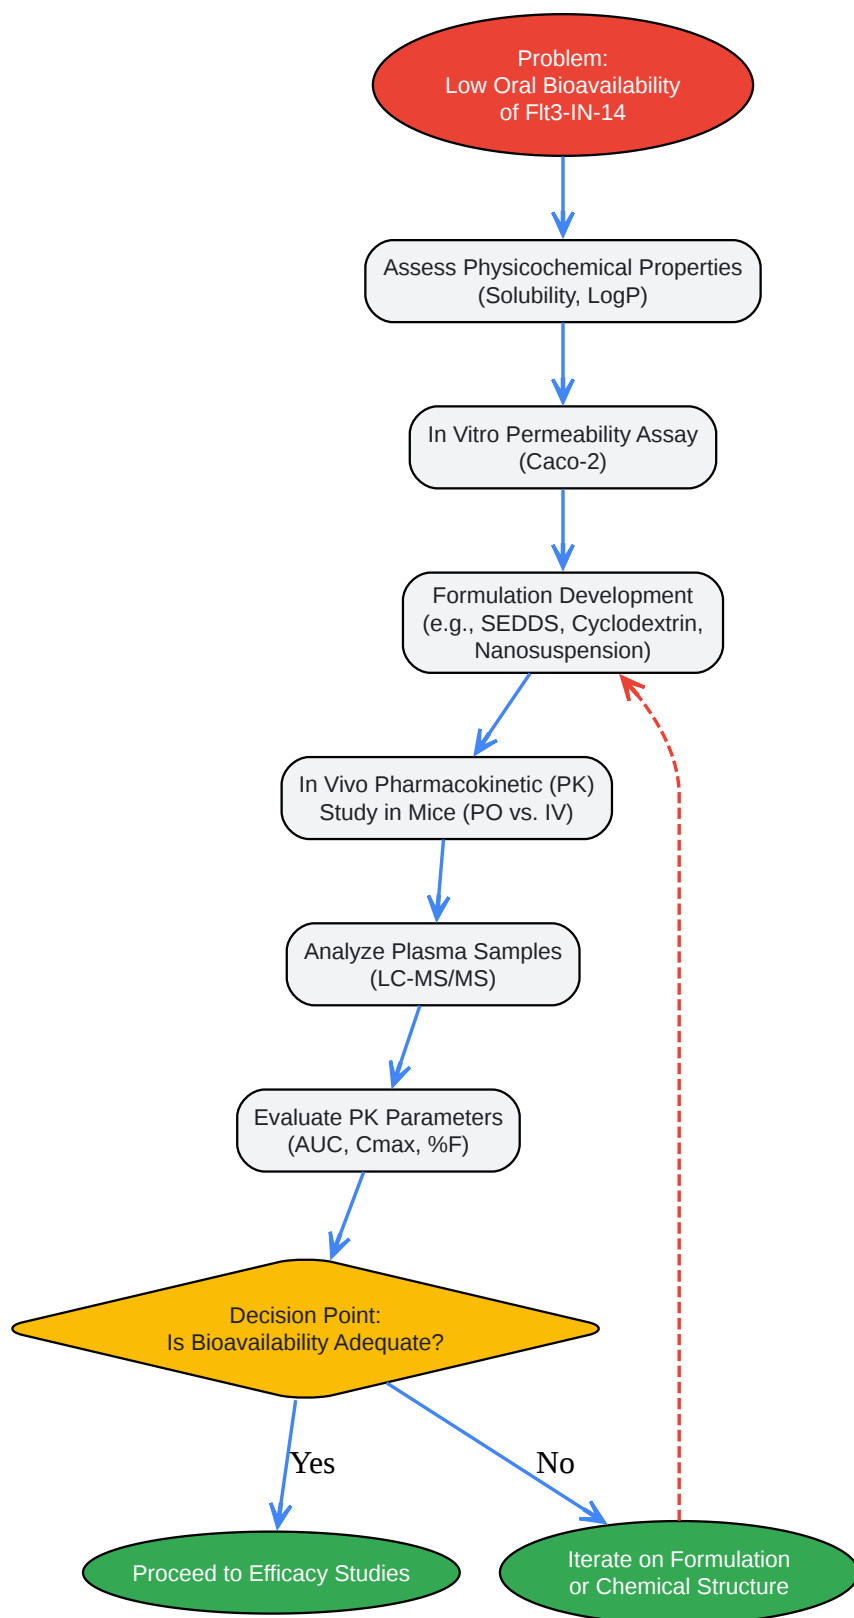 Problem:
Low Oral Bioavailability
of Flt3-IN-14
Assess Physicochemical Properties
(Solubility, LogP)
In Vitro Permeability Assay
(Caco-2)
Formulation Development
(e.g., SEDDS, Cyclodextrin,
Nanosuspension)
In Vivo Pharmacokinetic (PK)
Study in Mice (PO vs. IV)
Analyze Plasma Samples
(LC-MS/MS)
Evaluate PK Parameters
(AUC, Cmax, %F)
Decision Point:
Is Bioavailability Adequate?
Yes
No
Proceed to Efficacy Studies
Iterate on Formulation
or Chemical Structure